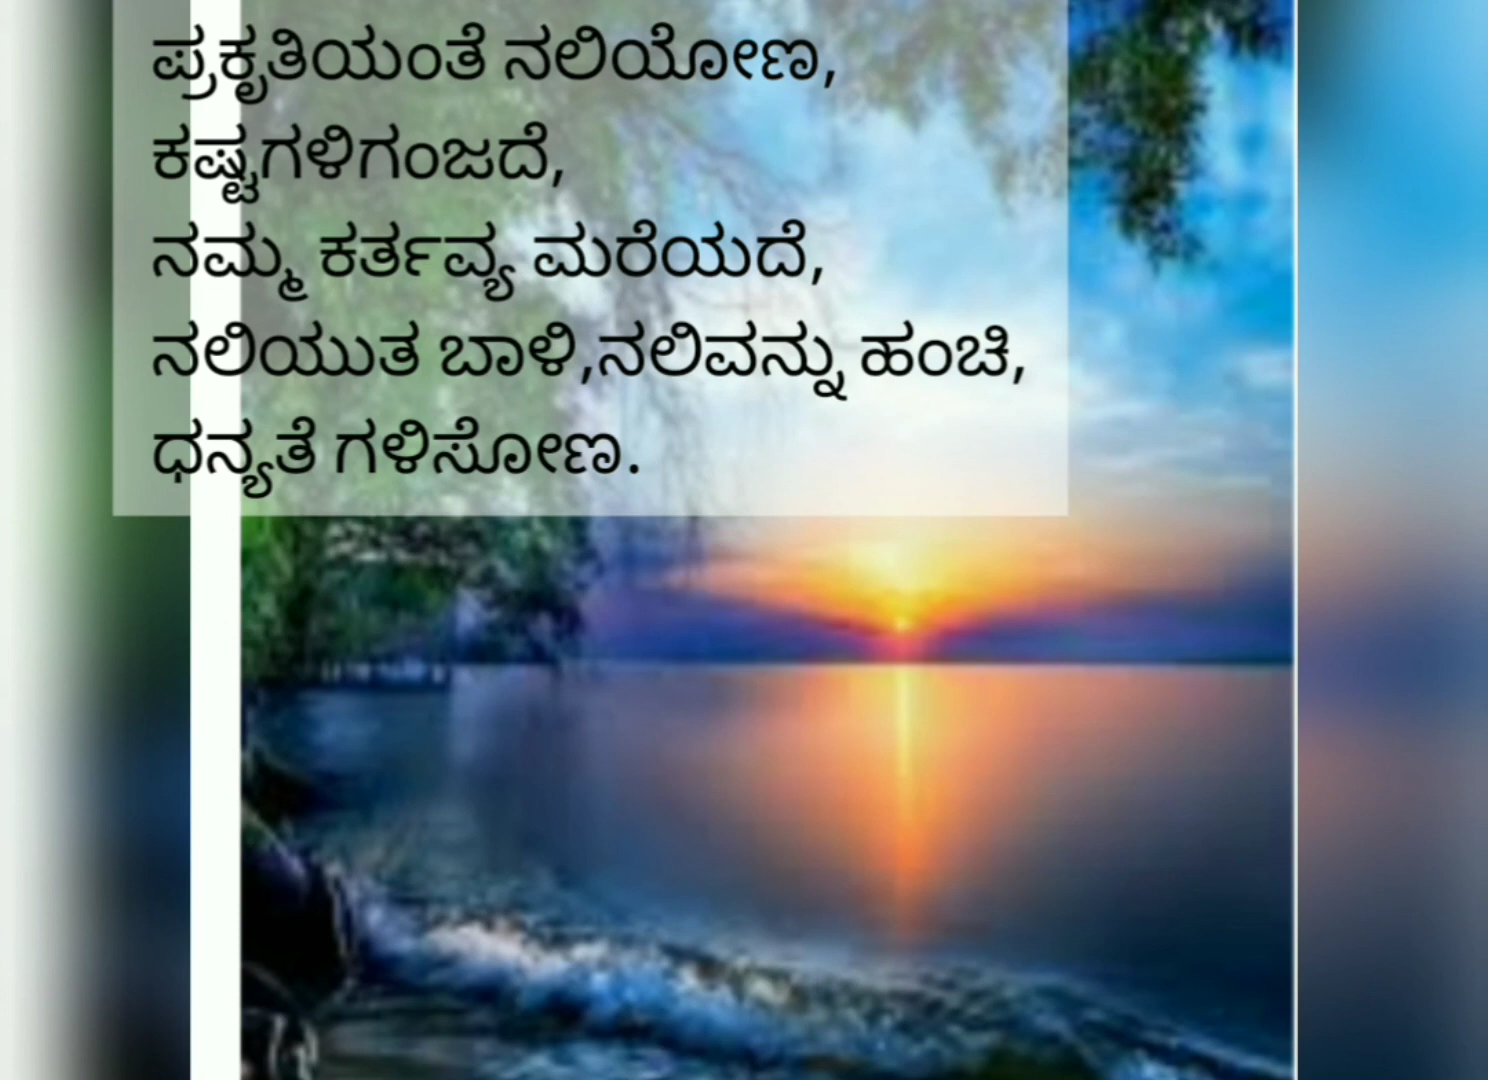 ಪ್ರಕೃತಿಯಂತೆ ನಲಿಯೋಣ,
ಕಷ್ಟಗಳಿಗಂಜದೆ,
ನಮ್ಮ ಕರ್ತವ್ಯ ಮರೆಯದೆ,
ನಲಿಯುತ ಬಾಳಿ,ನಲಿವನ್ನು ಹಂಚಿ,
ಧನ್ಯತೆ ಗಳಿಸೋಣ.